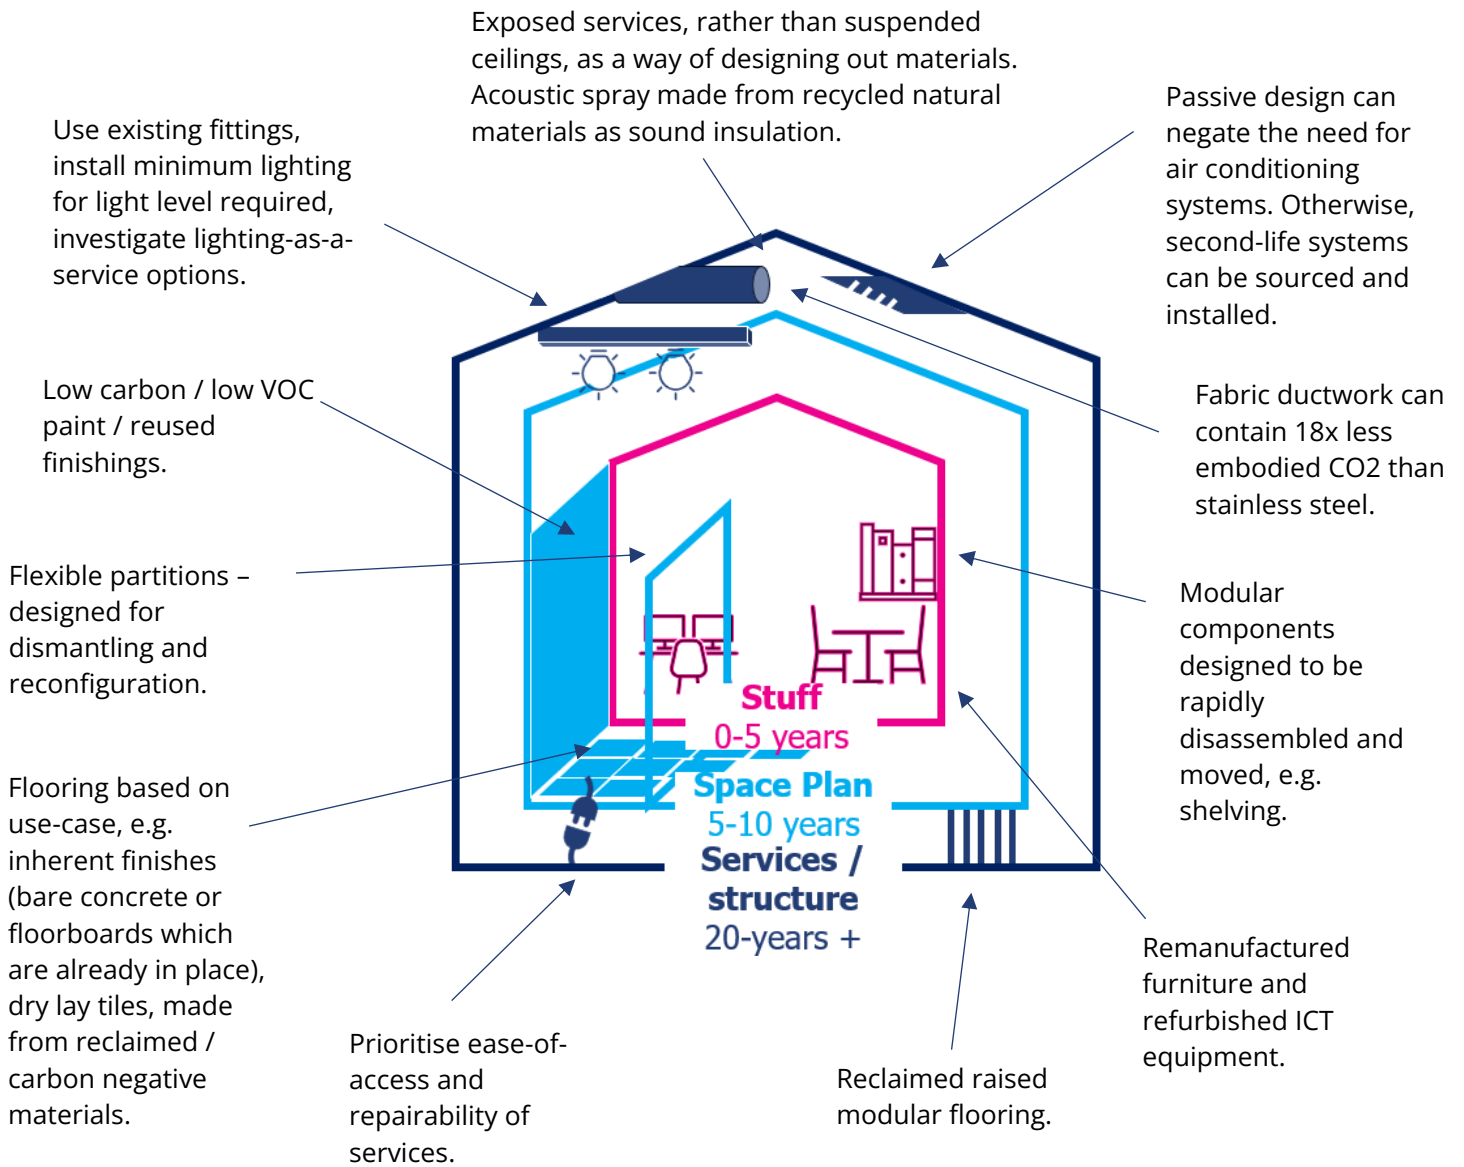 Exposed services, rather than suspended
ceilings, as a way of designing out materials.
Acoustic spray made from recycled natural
materials as sound insulation.
Use existing fittings,
install minimum lighting
for light level required,
investigate lighting-as-a-
service options.
Passive design can
negate the need for
air conditioning
systems. Otherwise,
second-life systems
can be sourced and
installed.
Low carbon / low VOC
paint / reused
finishings.
Fabric ductwork can
contain 18x less
embodied CO2 than
stainless steel.
Flexible partitions –
designed for
dismantling and
reconfiguration.
Modular
components
designed to be
rapidly
disassembled and
moved, e.g.
shelving.
Stuff
0-5 years
Space Plan
5-10 years
Services /
structure
20-years +
Flooring based on
use-case, e.g.
inherent finishes
(bare concrete or
floorboards which
are already in place),
dry lay tiles, made
from reclaimed /
carbon negative
materials.
Prioritise ease-of-
access and
repairability of
services.
Reclaimed raised
modular flooring.
Remanufactured
furniture and
refurbished ICT
equipment.